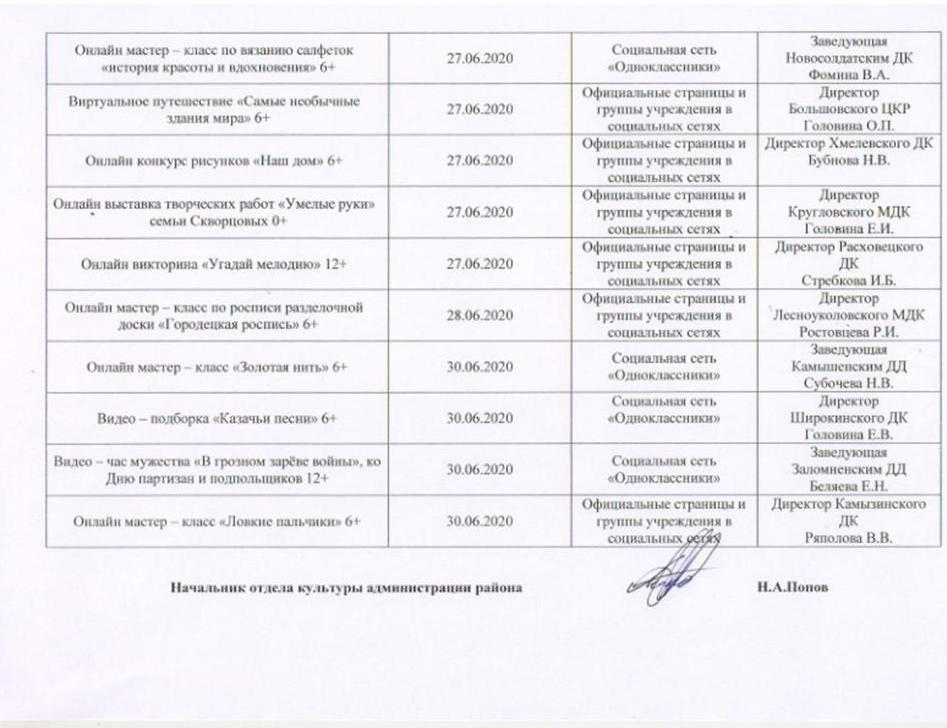 Онлайн мастер – класс по вязанию салфеток
«история красоты и вдохновения» 6+
27.06.2020
Социальная сеть
«Одноклассники»
Заведующая
Новосолдатским ДК
Фомина В.А.
Виртуальное путешествие «Самые необычные
здания мира» 6+
27.06.2020
Официальные страницы и
группы учреждения в
социальных сетях
Директор
Большовского ЦКР
Головина О.П.
Онлайн конкурс рисунков «Наш дом» 6+
27.06.2020
Официальные страницы и
группы учреждения в
социальных сетях
Директор Хмелевского ДК
Бубнова Н.В.
Онлайн выставка творческих работ «Умелые руки»
семьи Скворцовых 0+
27.06.2020
Официальные страницы и
группы учреждения в
социальных сетях
Директор
Кругловского МДК
Головина Е.И.
Онлайн викторина «Угадай мелодию» 12+
27.06.2020
Официальные страницы и
группы учреждения в
социальных сетях
Директор Расховецкого
ДК
Стребкова И.Б.
Онлайн мастер – класс по росписи разделочной
доски «Городецкая роспись» 6+
28.06.2020
Официальные страницы и
группы учреждения в
социальных сетях
Директор
Лесноуколовского МДК
Ростовцева Р.И.
Онлайн мастер – класс «Золотая нить» 6+
30.06.2020
Социальная сеть
«Одноклассники»
Заведующая
Камышенским ДД
Субочева Н.В.
Видео – подборка «Казачьи песни» 6+
30.06.2020
Социальная сеть
«Одноклассники»
Директор
Широкинского ДК
Головина Е.В.
Видео – час мужества «В грозном зарёве войны», ко
Дню партизан и подпольщиков 12+
30.06.2020
Социальная сеть
«Одноклассники»
Заведующая
Заломненским ДД
Беляева Е.Н.
Онлайн мастер – класс «Ловкие пальчики» 6+
30.06.2020
Официальные страницы и
группы учреждения в
социальных сетях
Директор Камызинского
ДК
Ряполова В.В.
Начальник отдела культуры администрации района
Н.А.Попов